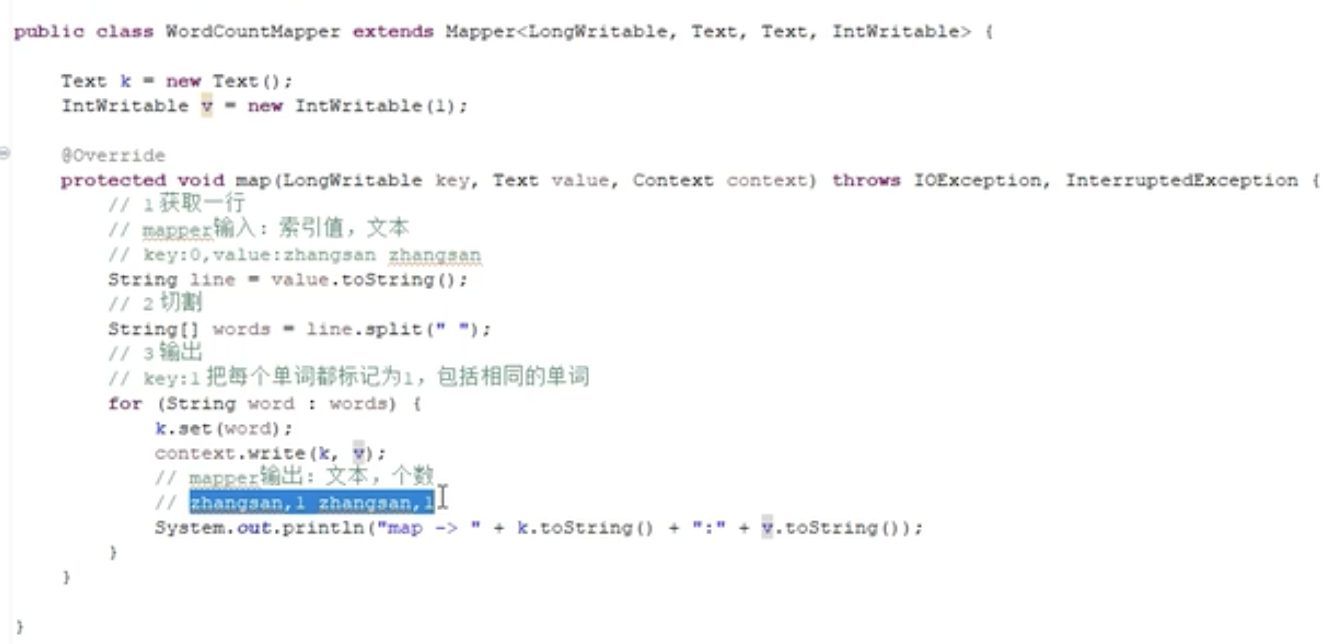 public class WordCountMapper extends Mapper<LongWritable, Text, Text, IntWritable> {
Text k = new Text();
IntWritable v = new IntWritable(1);
@Override
protected void map(LongWritable key, Text value, Context context) throws IOException, InterruptedException {
// 1 获取一行
// mapper输入: 索引值，文本
// key:0,value:zhangsan zhangsan
String line = value.toString();
// 2 切割
String[] words = line.split(" ");
// 3 输出
// key:1 把每个单词都标记为1，包括相同的单词
for (String word : words) {
k.set(word);
context.write(k, v);
// mapper输出: 文本，个数
// zhangsan,1 zhangsan,1
System.out.println("map -> " + k.toString() + ":" + v.toString());
}
}
}